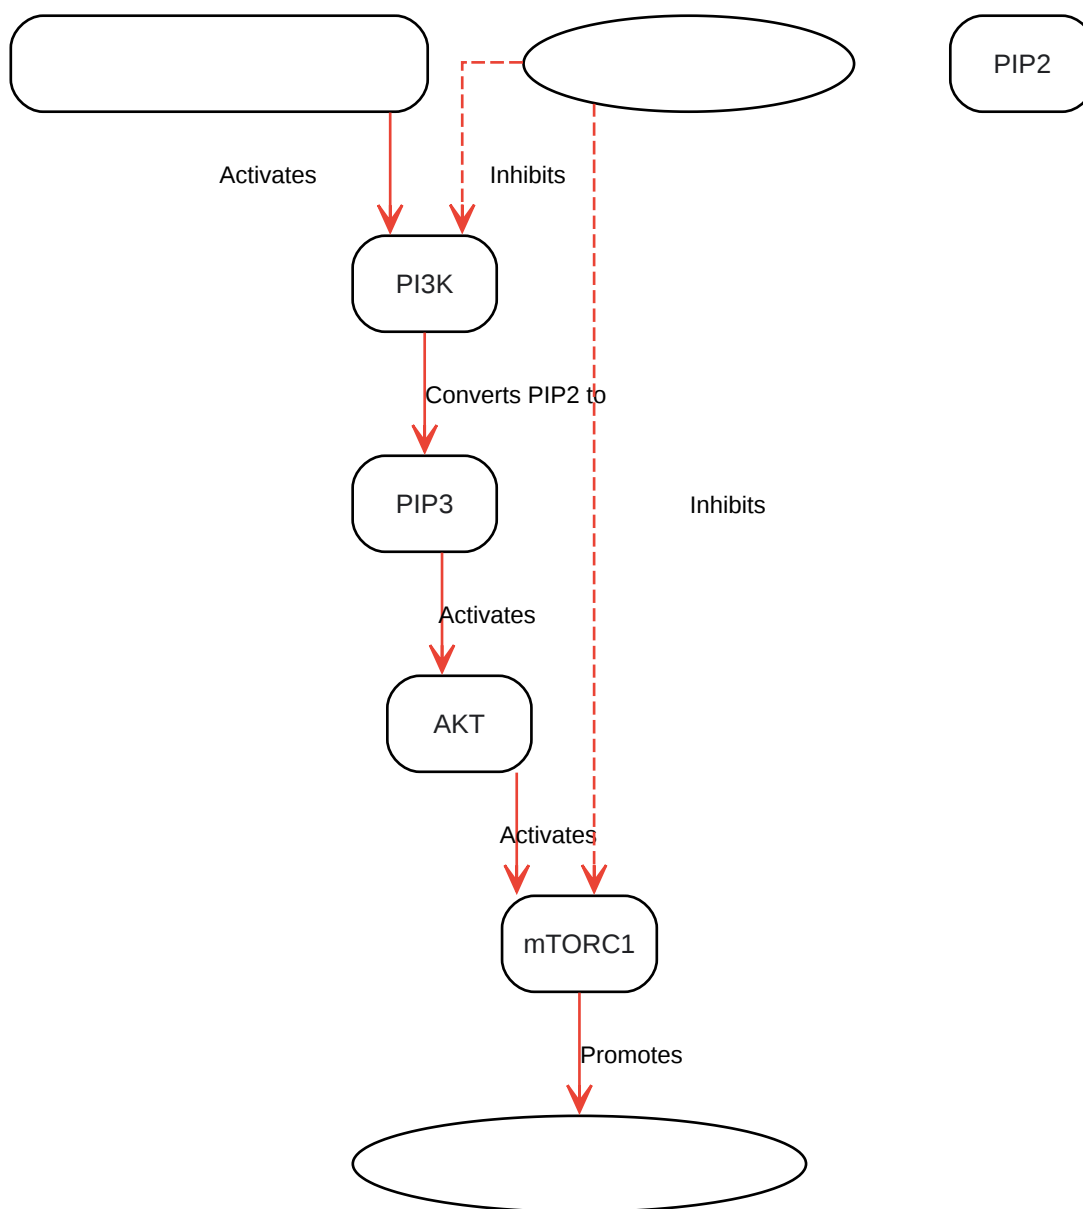 PIP2
Activates
Inhibits
PI3K
Converts PIP2 to
PIP3
Inhibits
Activates
AKT
Activates
mTORC1
Promotes